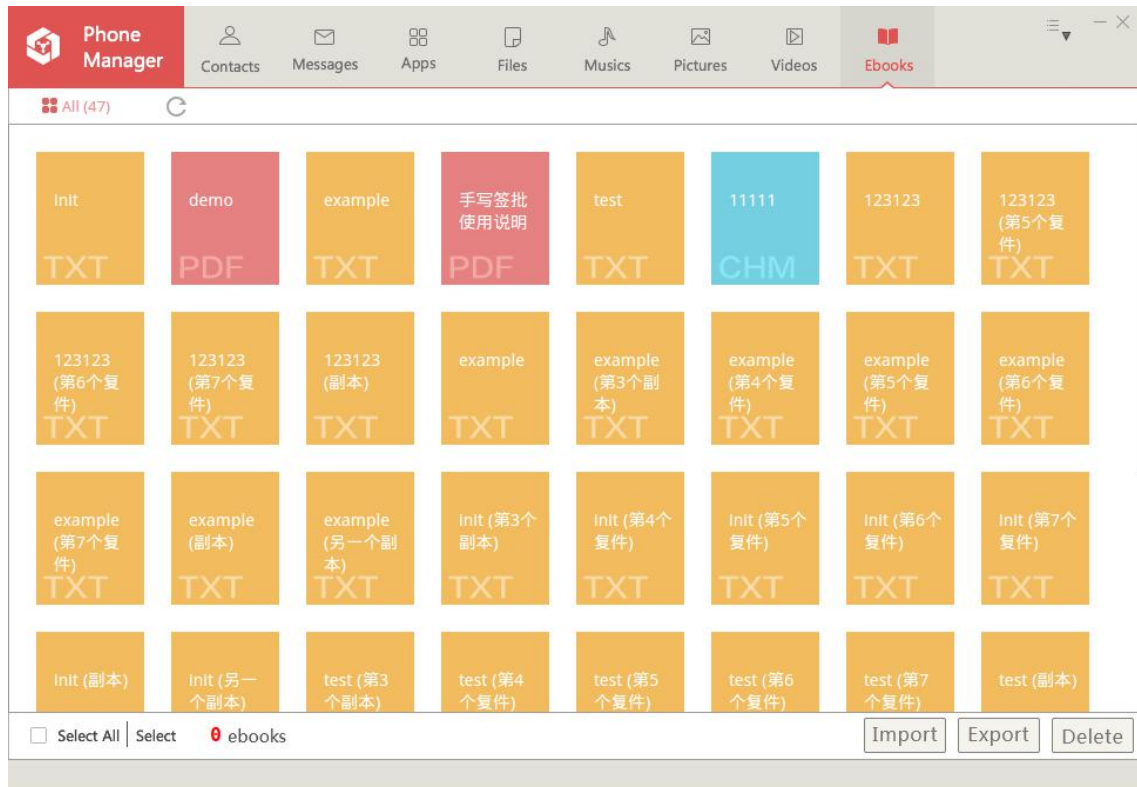 Phone
Manager
Contacts
Messages
Apps
Files
Musics
Pictures
Videos
Ebooks
All (47)
Init
TXT
demo
PDF
example
TXT
手写签批
使用说明
PDF
test
TXT
11111
CHM
123123
TXT
123123
(第5个复
件)
TXT
123123
(第6个复
件)
TXT
123123
(第7个复
件)
TXT
123123
(副本)
TXT
example
TXT
example
(第3个副
本)
TXT
example
(第4个复
件)
TXT
example
(第5个复
件)
TXT
example
(第6个复
件)
TXT
example
(第7个复
件)
TXT
example
(副本)
TXT
example
(另一个副
本)
TXT
Init (第3个
副本)
TXT
Init (第4个
复件)
TXT
Init (第5个
复件)
TXT
Init (第6个
复件)
TXT
Init (第7个
复件)
TXT
Init (副本)
Init (另一
个副本)
test (第3
个副本)
test (第4
个复件)
test (第5
个复件)
test (第6
个复件)
test (第7
个复件)
test (副本)
Select All
Select
0 ebooks
Import
Export
Delete